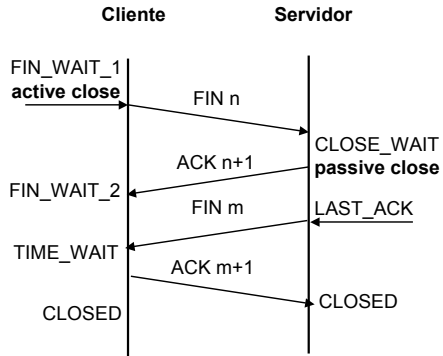 Cliente Servidor
FIN_WAIT_1
active close
FIN n
CLOSE_WAIT
passive close
ACK n+1
FIN_WAIT_2
FIN m
LAST_ACK
TIME_WAIT
ACK m+1
CLOSED
CLOSED